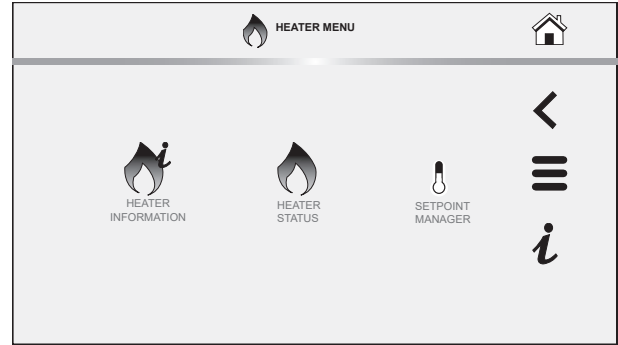 HEATER MENU
HEATER
INFORMATION
HEATER
STATUS
SETPOINT
MANAGER
i